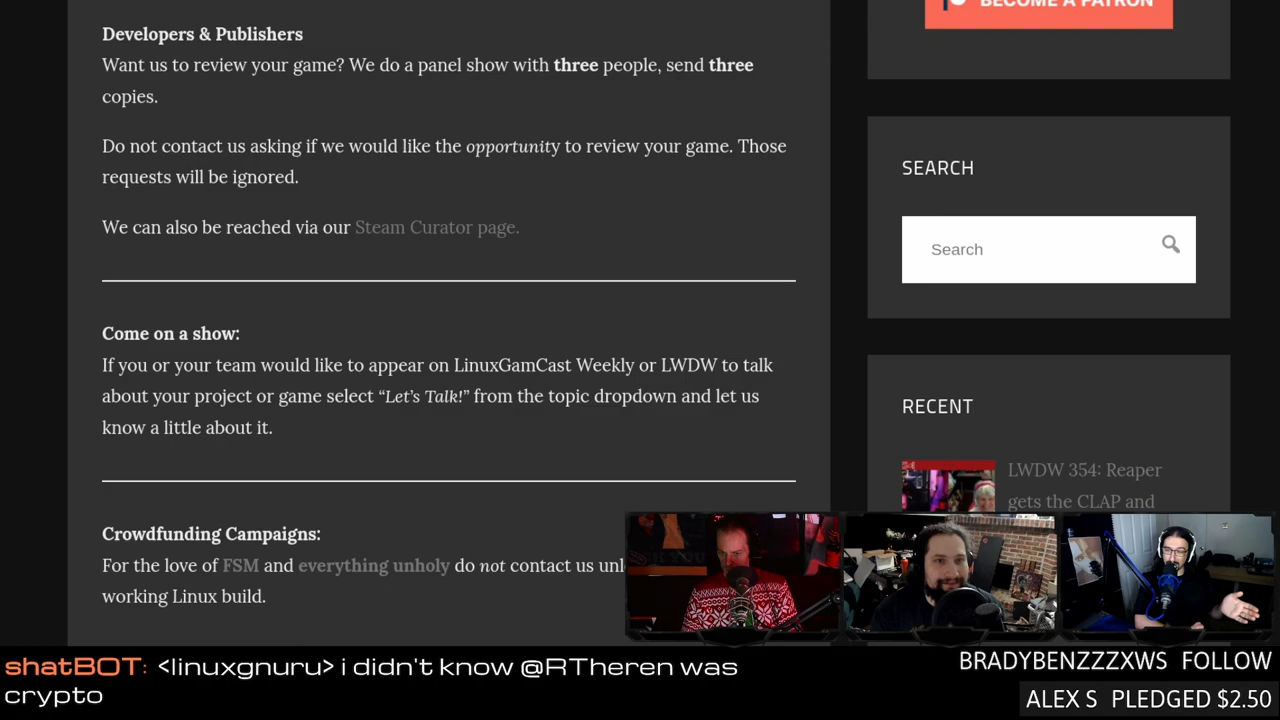 BECOME A PATRON
Developers & Publishers
Want us to review your game? We do a panel show with three people, send three
copies.
Do not contact us asking if we would like the opportunity to review your game. Those
requests will be ignored.
We can also be reached via our Steam Curator page.
Come on a show:
If you or your team would like to appear on LinuxGamCast Weekly or LWDW to talk
about your project or game select “Let’s Talk!” from the topic dropdown and let us
know a little about it.
Crowdfunding Campaigns:
For the love of FSM and everything unholy do not contact us
working Linux build.
SEARCH
Search
RECENT
LWDW 354: Reaper
gets the CLAP and
shatBOT: <linuxgnuru> i didn't know @RTheren was
crypto
BRADYBENZZZXWS FOLLOW
ALEX S PLEDGED $2.50